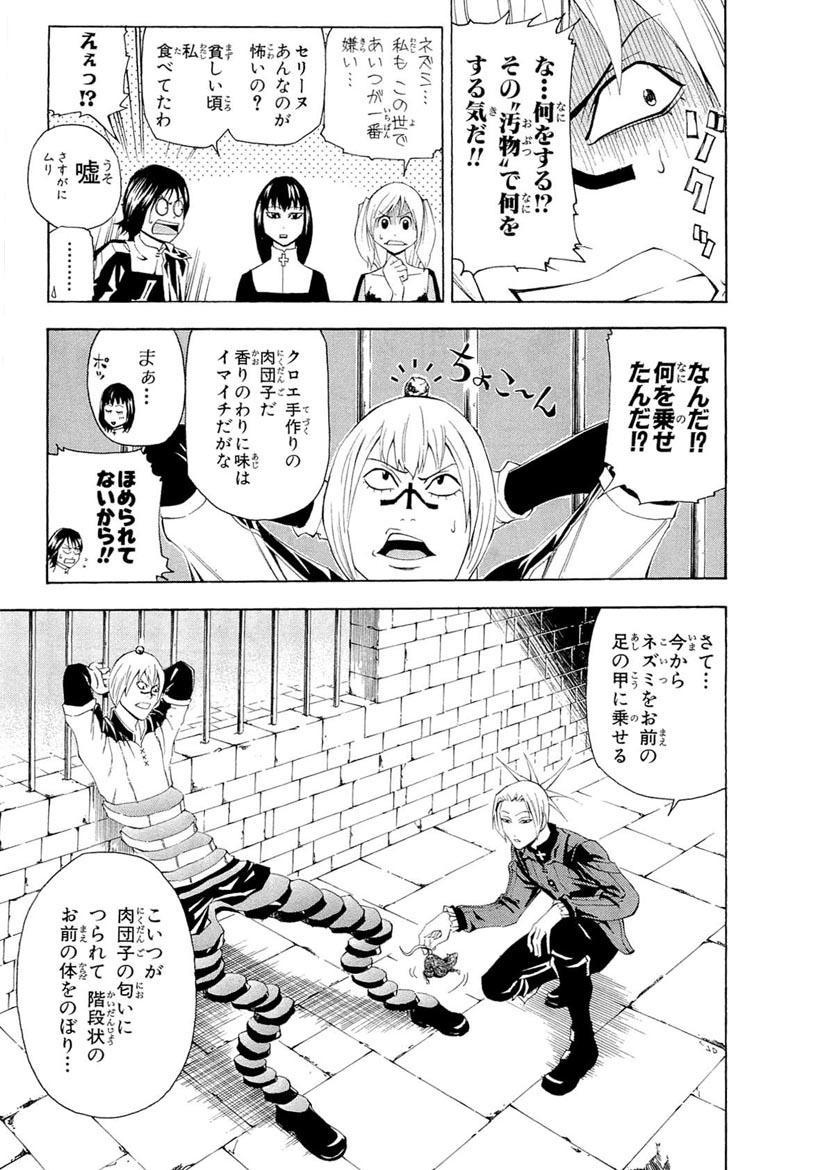 な…何をする!?
その〝汚物〟で何を
する気だ!!
ビクッ
ネズミ…
私もこの世で
あいつが一番
嫌い…
セリーヌ
あんなのが
怖いの?
私
貧しい頃
食べてたわ
えぇっ!?
嘘
さすがに
ムリ
………
なんだ!?
何を乗せ
たんだ!?
ちょこ〜ん
クロエ手作りの
肉団子だ
香りのわりに味は
イマイチだがな
まぁ…
ポッ
ほめられて
ないから!!
さて…
今から
ネズミをお前の
足の甲に乗せる
こいつが
肉団子の匂いに
つられて階段状の
お前の体をのぼり…